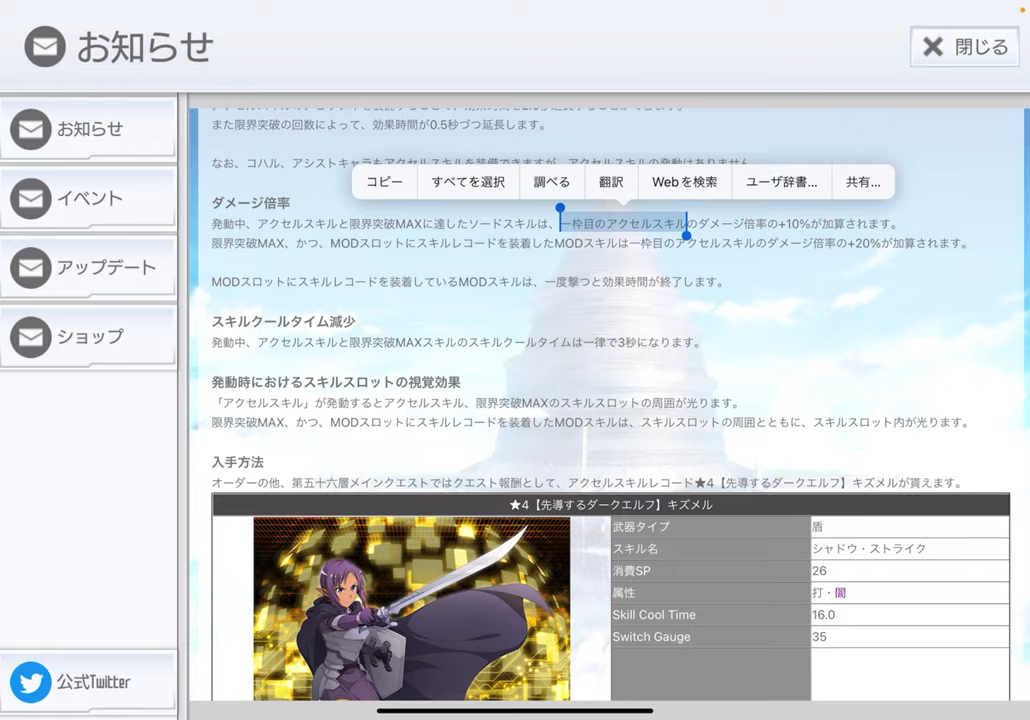 お知らせ
閉じる
お知らせ
イベント
アップデート
ショップ
公式Twitter
また限界突破の回数によって、効果時間が0.5秒づつ延長します。
なお、コハル、アシストキャラもアクセルスキルを装備できますが、アクセルスキルの発動はありません
コピー
すべてを選択
調べる
翻訳
Webを検索
ユーザ辞書...
共有...
ダメージ倍率
発動中、アクセルスキルと限界突破MAXに達したソードスキルは、一枠目のアクセルスキルのダメージ倍率の+10%が加算されます。
限界突破MAX、かつ、MODスロットにスキルレコードを装着したMODスキルは一枠目のアクセルスキルのダメージ倍率の+20%が加算されます。
MODスロットにスキルレコードを装着しているMODスキルは、一度撃つと効果時間が終了します。
スキルクールタイム減少
発動中、アクセルスキルと限界突破MAXスキルのスキルクールタイムは一律で3秒になります。
発動時におけるスキルスロットの視覚効果
「アクセルスキル」が発動するとアクセルスキル、限界突破MAXのスキルスロットの周囲が光ります。
限界突破MAX、かつ、MODスロットにスキルレコードを装着したMODスキルは、スキルスロットの周囲とともに、スキルスロット内が光ります。
入手方法
オーダーの他、第五十六層メインクエストではクエスト報酬として、アクセルスキルレコード★4【先導するダークエルフ】キズメルが貰えます。
★4【先導するダークエルフ】キズメル
武器タイプ 盾
スキル名 シャドウ・ストライク
消費SP 26
属性 打・闇
Skill Cool Time 16.0
Switch Gauge 35